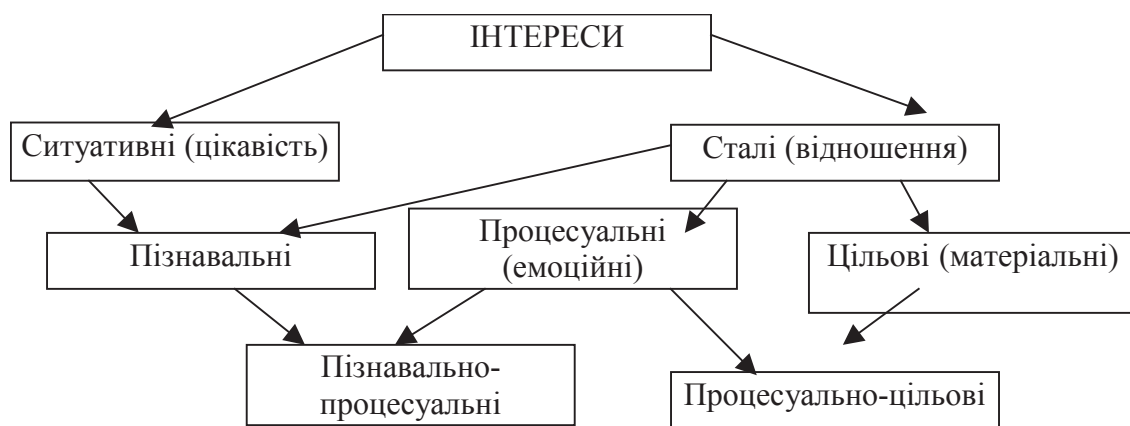 ІНТЕРЕСИ
Ситуативні (цікавість)
Сталі (відношення)
Пізнавальні
Процесуальні
(емоційні)
Цільові (матеріальні)
Пізнавально-
процесуальні
Процесуально-цільові